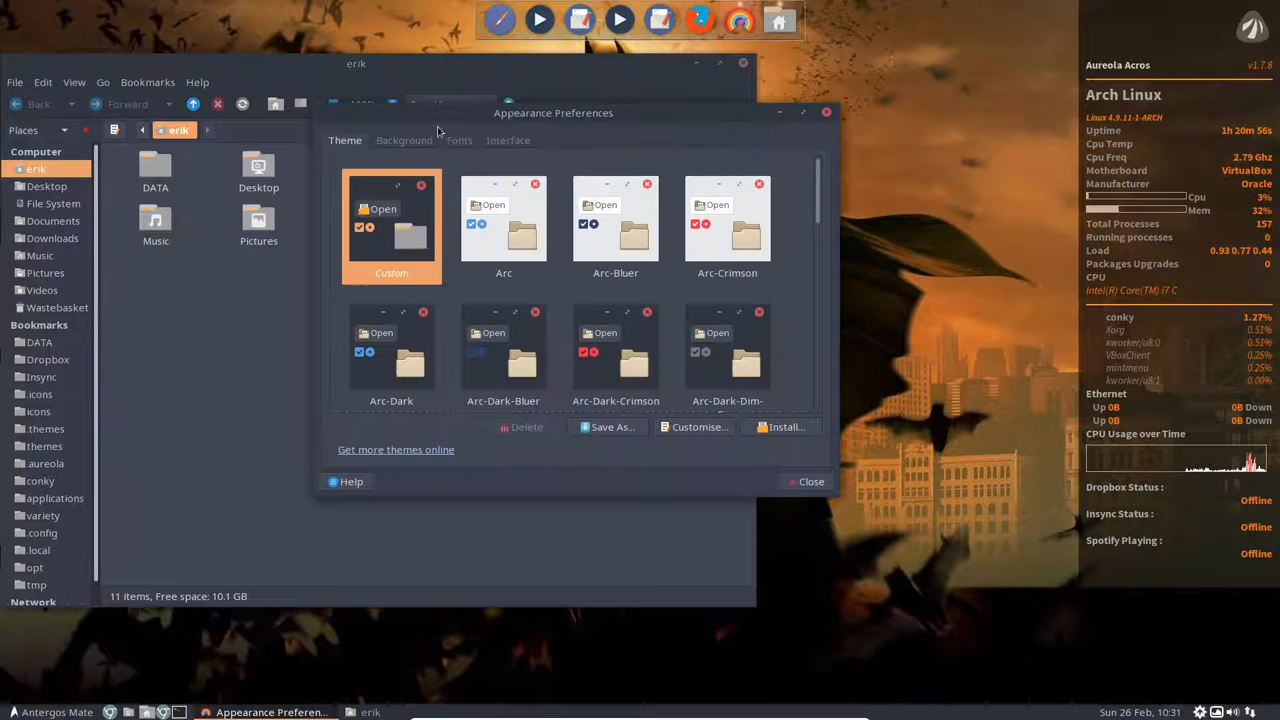 erik
File Edit View Go Bookmarks Help
Back Forward
Places erik
Computer
erik
Desktop
File System
Documents
Downloads
Music
Pictures
Videos
Wastebasket
Bookmarks
DATA
Dropbox
Insync
.icons
icons
.themes
themes
.aureola
conky
applications
variety
.config
.local
opt
tmp
Network
DATA Desktop
Music Pictures
11 items, Free space: 10.1 GB
Appearance Preferences
Theme Background Fonts Interface
Open Open Open Open
Custom Arc Arc-Bluer Arc-Crimson
Open Open Open Open
Arc-Dark Arc-Dark-Bluer Arc-Dark-Crimson Arc-Dark-Dim-
Delete Save As... Customise... Install...
Get more themes online
Help Close
Aureola Acros v1.7.8
Arch Linux
Linux 4.9.11-1-ARCH
Uptime 1h 20m 56s
Cpu Temp
Cpu Freq 2.79 Ghz
Motherboard VirtualBox
Manufacturer Oracle
Cpu 3%
Mem 32%
Total Processes 157
Running processes 0
Load 0.93 0.77 0.44
Packages Upgrades 0
CPU
Intel(R) Core(TM) i7 C
conky 1.27%
Xorg 0.51%
kworker/u8:0 0.51%
VBoxClient 0.25%
mintmenu 0.25%
kworker/u8:1 0.00%
Ethernet
Up 0B 0B Down
Up 0B 0B Down
CPU Usage over Time
Dropbox Status :
Offline
Insync Status :
Offline
Spotify Playing :
Offline
Antergos Mate Appearance Preferen... erik Sun 26 Feb, 10:31